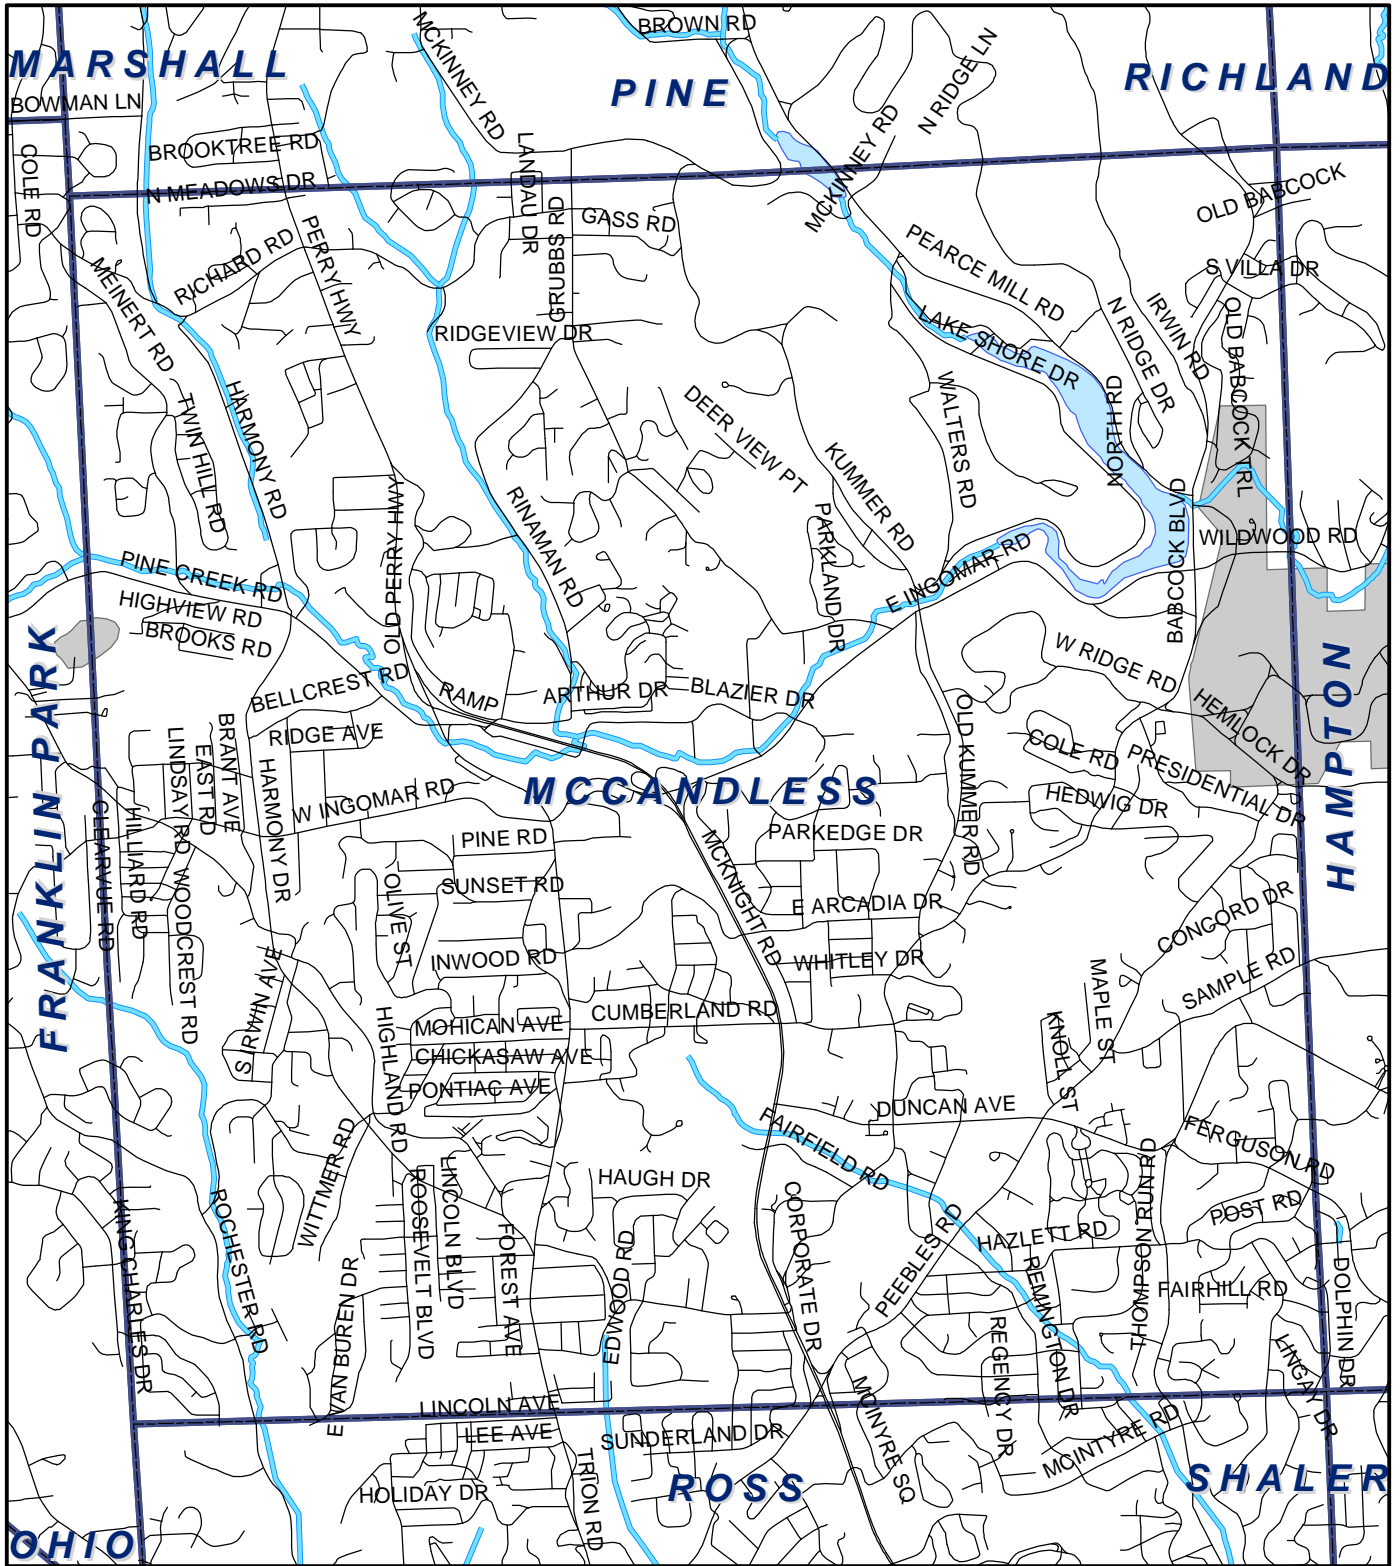 BROWN RD
MCKINNEY RD
N RIDGE LN
MARSHALL
PINE
RICHLAND
BOWMAN LN
BROOKTREE RD
LANDAU DR
MCKINNEY RD
COLE RD
N MEADOWS DR
OLD BABCOCK
GRUBBS RD
GASS RD
PERRY HWY
RICHARD RD
PEARCE MILL RD
S VILLA DR
MEINERT RD
RIDGEVIEW DR
LAKE SHORE DR
N RIDGE DR
IRWIN RD
OLD BABCOCK TRL
TWIN HILL RD
HARMONY RD
DEER VIEW PT
WALTERS RD
NORTH RD
KUMMER RD
OLD PERRY HWY
RINAMAN RD
PARKLAND DR
BABCOCK BLVD
WILDWOOD RD
E INGOMAR RD
PINE CREEK RD
HIGHVIEW RD
BROOKS RD
FRANKLIN PARK
W RIDGE RD
HAMPTON
BELLCREST RD
RAMP
ARTHUR DR
BLAZIER DR
OLD KUMMER RD
HEMLOCK DR
LINDSAY RD
EAST RD
BRANT AVE
RIDGE AVE
HARMONY DR
COLE RD
PRESIDENTIAL DR
MCCANDLESS
HEDWIG DR
W INGOMAR RD
CLEARVUE RD
HILLIARD RD
PINE RD
PARKEDGE DR
MCKNIGHT RD
WOODCREST RD
OLIVE ST
SUNSET RD
E ARCADIA DR
CONCORD DR
INWOOD RD
WHITLEY DR
S IRWIN AVE
MAPLE ST
SAMPLE RD
HIGHLAND RD
MOHICAN AVE
CUMBERLAND RD
KNOLL ST
CHICKASAW AVE
PONTIAC AVE
DUNCAN AVE
FAIRFIELD RD
FERGUSON RD
WITTMER RD
THOMPSON RUN RD
LINCOLN BLVD
ROOSEVELT BLVD
HAUGH DR
KING CHARLES DR
ROCHESTER RD
CORPORATE DR
POST RD
PEEBLES RD
HAZLETT RD
FOREST AVE
EDWOOD RD
E VAN BUREN DR
REMINGTON DR
FAIRHILL RD
DOLPHIN DR
REGENCY DR
LINGAY DR
MCINYRE SQ
LINCOLN AVE
LEE AVE
SUNDERLAND DR
MCINTYRE RD
TRION RD
HOLIDAY DR
ROSS
SHALER
OHIO